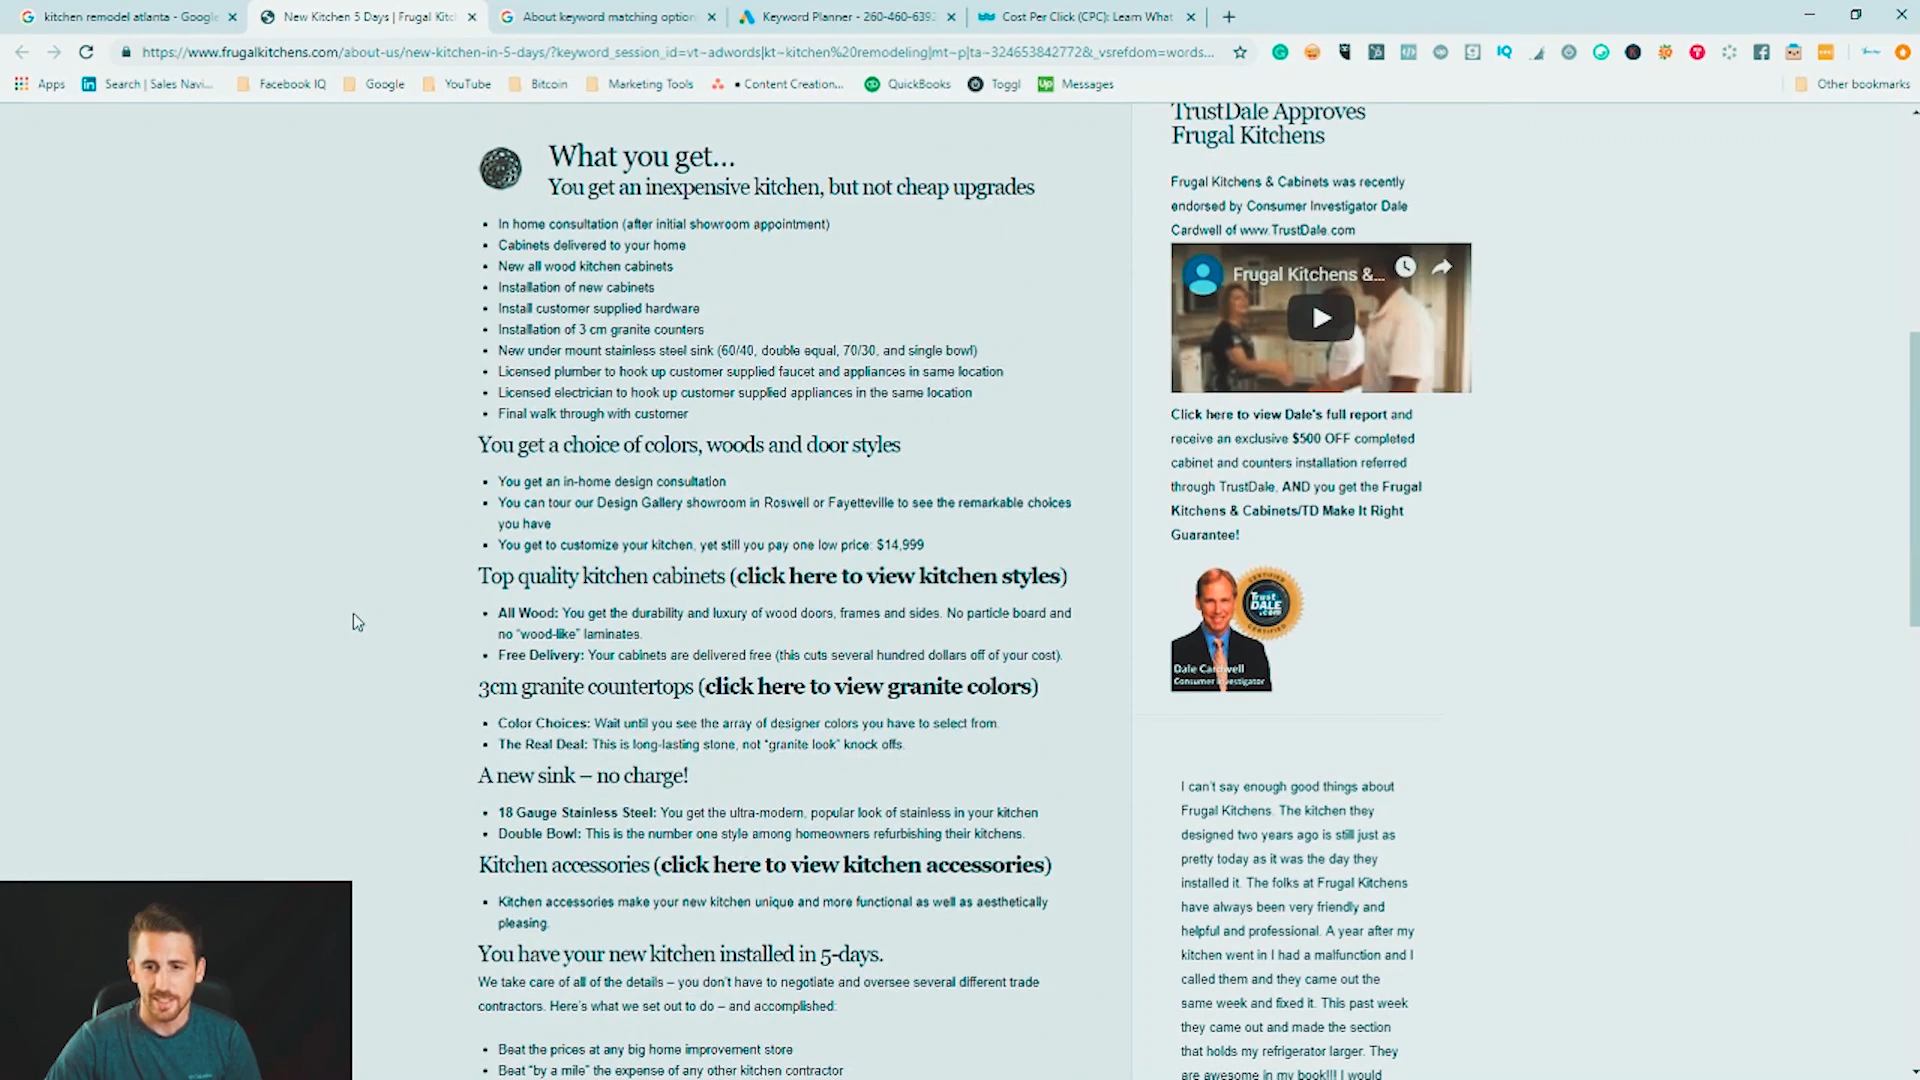 kitchen remodel atlanta - Google
New Kitchen 5 Days | Frugal Kitc
About keyword matching option
Keyword Planner - 260-460-639
Cost Per Click (CPC): Learn What
https://www.frugalkitchens.com/about-us/new-kitchen-in-5-days/?keyword_session_id=vt~adwords|kt~kitchen%20remodeling|mt~p|ta~324653842772&_vsrefdom=words...
Apps
Search | Sales Navi...
Facebook IQ
Google
YouTube
Bitcoin
Marketing Tools
• Content Creation...
QuickBooks
Toggl
Messages
Other bookmarks
What you get...
You get an inexpensive kitchen, but not cheap upgrades
• In home consultation (after initial showroom appointment)
• Cabinets delivered to your home
• New all wood kitchen cabinets
• Installation of new cabinets
• Install customer supplied hardware
• Installation of 3 cm granite counters
• New under mount stainless steel sink (60/40, double equal, 70/30, and single bowl)
• Licensed plumber to hook up customer supplied faucet and appliances in same location
• Licensed electrician to hook up customer supplied appliances in the same location
• Final walk through with customer
You get a choice of colors, woods and door styles
• You get an in-home design consultation
• You can tour our Design Gallery showroom in Roswell or Fayetteville to see the remarkable choices
you have
• You get to customize your kitchen, yet still you pay one low price: $14,999
Top quality kitchen cabinets (click here to view kitchen styles)
• All Wood: You get the durability and luxury of wood doors, frames and sides. No particle board and
no "wood-like" laminates.
• Free Delivery: Your cabinets are delivered free (this cuts several hundred dollars off of your cost).
3cm granite countertops (click here to view granite colors)
• Color Choices: Wait until you see the array of designer colors you have to select from.
• The Real Deal: This is long-lasting stone, not "granite look" knock offs.
A new sink – no charge!
• 18 Gauge Stainless Steel: You get the ultra-modern, popular look of stainless in your kitchen
• Double Bowl: This is the number one style among homeowners refurbishing their kitchens.
Kitchen accessories (click here to view kitchen accessories)
• Kitchen accessories make your new kitchen unique and more functional as well as aesthetically
pleasing.
You have your new kitchen installed in 5-days.
We take care of all of the details – you don't have to negotiate and oversee several different trade
contractors. Here's what we set out to do – and accomplished:
• Beat the prices at any big home improvement store
• Beat "by a mile" the expense of any other kitchen contractor
TrustDale Approves
Frugal Kitchens
Frugal Kitchens & Cabinets was recently
endorsed by Consumer Investigator Dale
Cardwell of www.TrustDale.com
Frugal Kitchens &...
Click here to view Dale's full report and
receive an exclusive $500 OFF completed
cabinet and counters installation referred
through TrustDale, AND you get the Frugal
Kitchens & Cabinets/TD Make It Right
Guarantee!
CERTIFIED
Trust
DALE
.com
CERTIFIED
Dale Cardwell
Consumer Investigator
I can't say enough good things about
Frugal Kitchens. The kitchen they
designed two years ago is still just as
pretty today as it was the day they
installed it. The folks at Frugal Kitchens
have always been very friendly and
helpful and professional. A year after my
kitchen went in I had a malfunction and I
called them and they came out the
same week and fixed it. This past week
they came out and made the section
that holds my refrigerator larger. They
are awesome in my book!!! I would